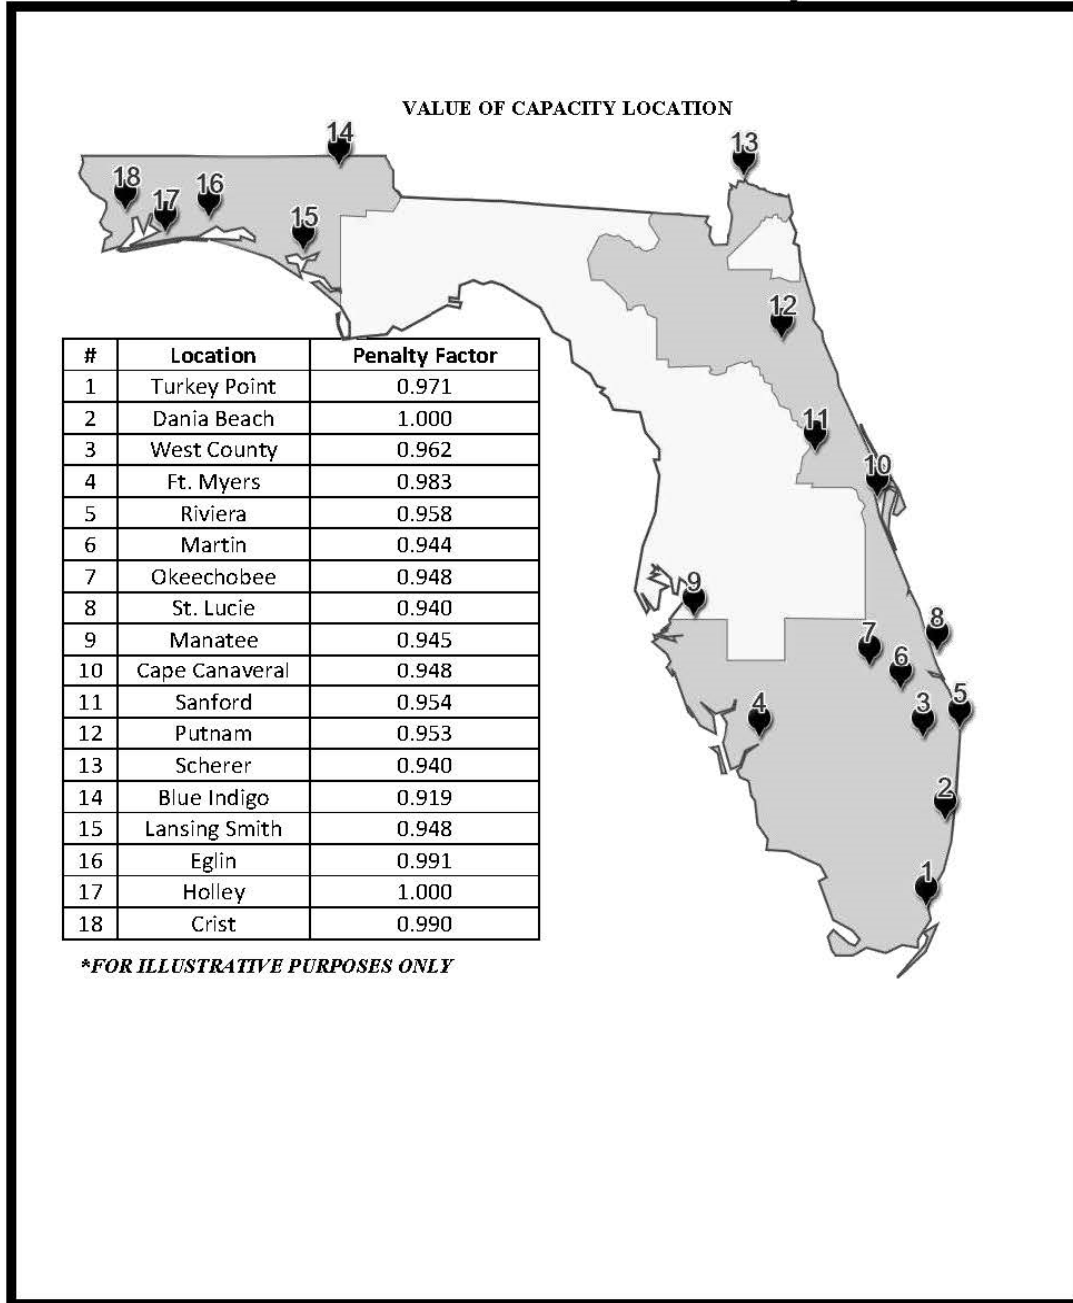 VALUE OF CAPACITY LOCATION
14
13
18
17
16
15
12
# Location Penalty Factor
1 Turkey Point 0.971
2 Dania Beach 1.000
3 West County 0.962
4 Ft. Myers 0.983
5 Riviera 0.958
6 Martin 0.944
7 Okeechobee 0.948
8 St. Lucie 0.940
9 Manatee 0.945
10 Cape Canaveral 0.948
11 Sanford 0.954
12 Putnam 0.953
13 Scherer 0.940
14 Blue Indigo 0.919
15 Lansing Smith 0.948
16 Eglin 0.991
17 Holley 1.000
18 Crist 0.990
11
10
9
8
7
6
5
4
3
2
1
*FOR ILLUSTRATIVE PURPOSES ONLY